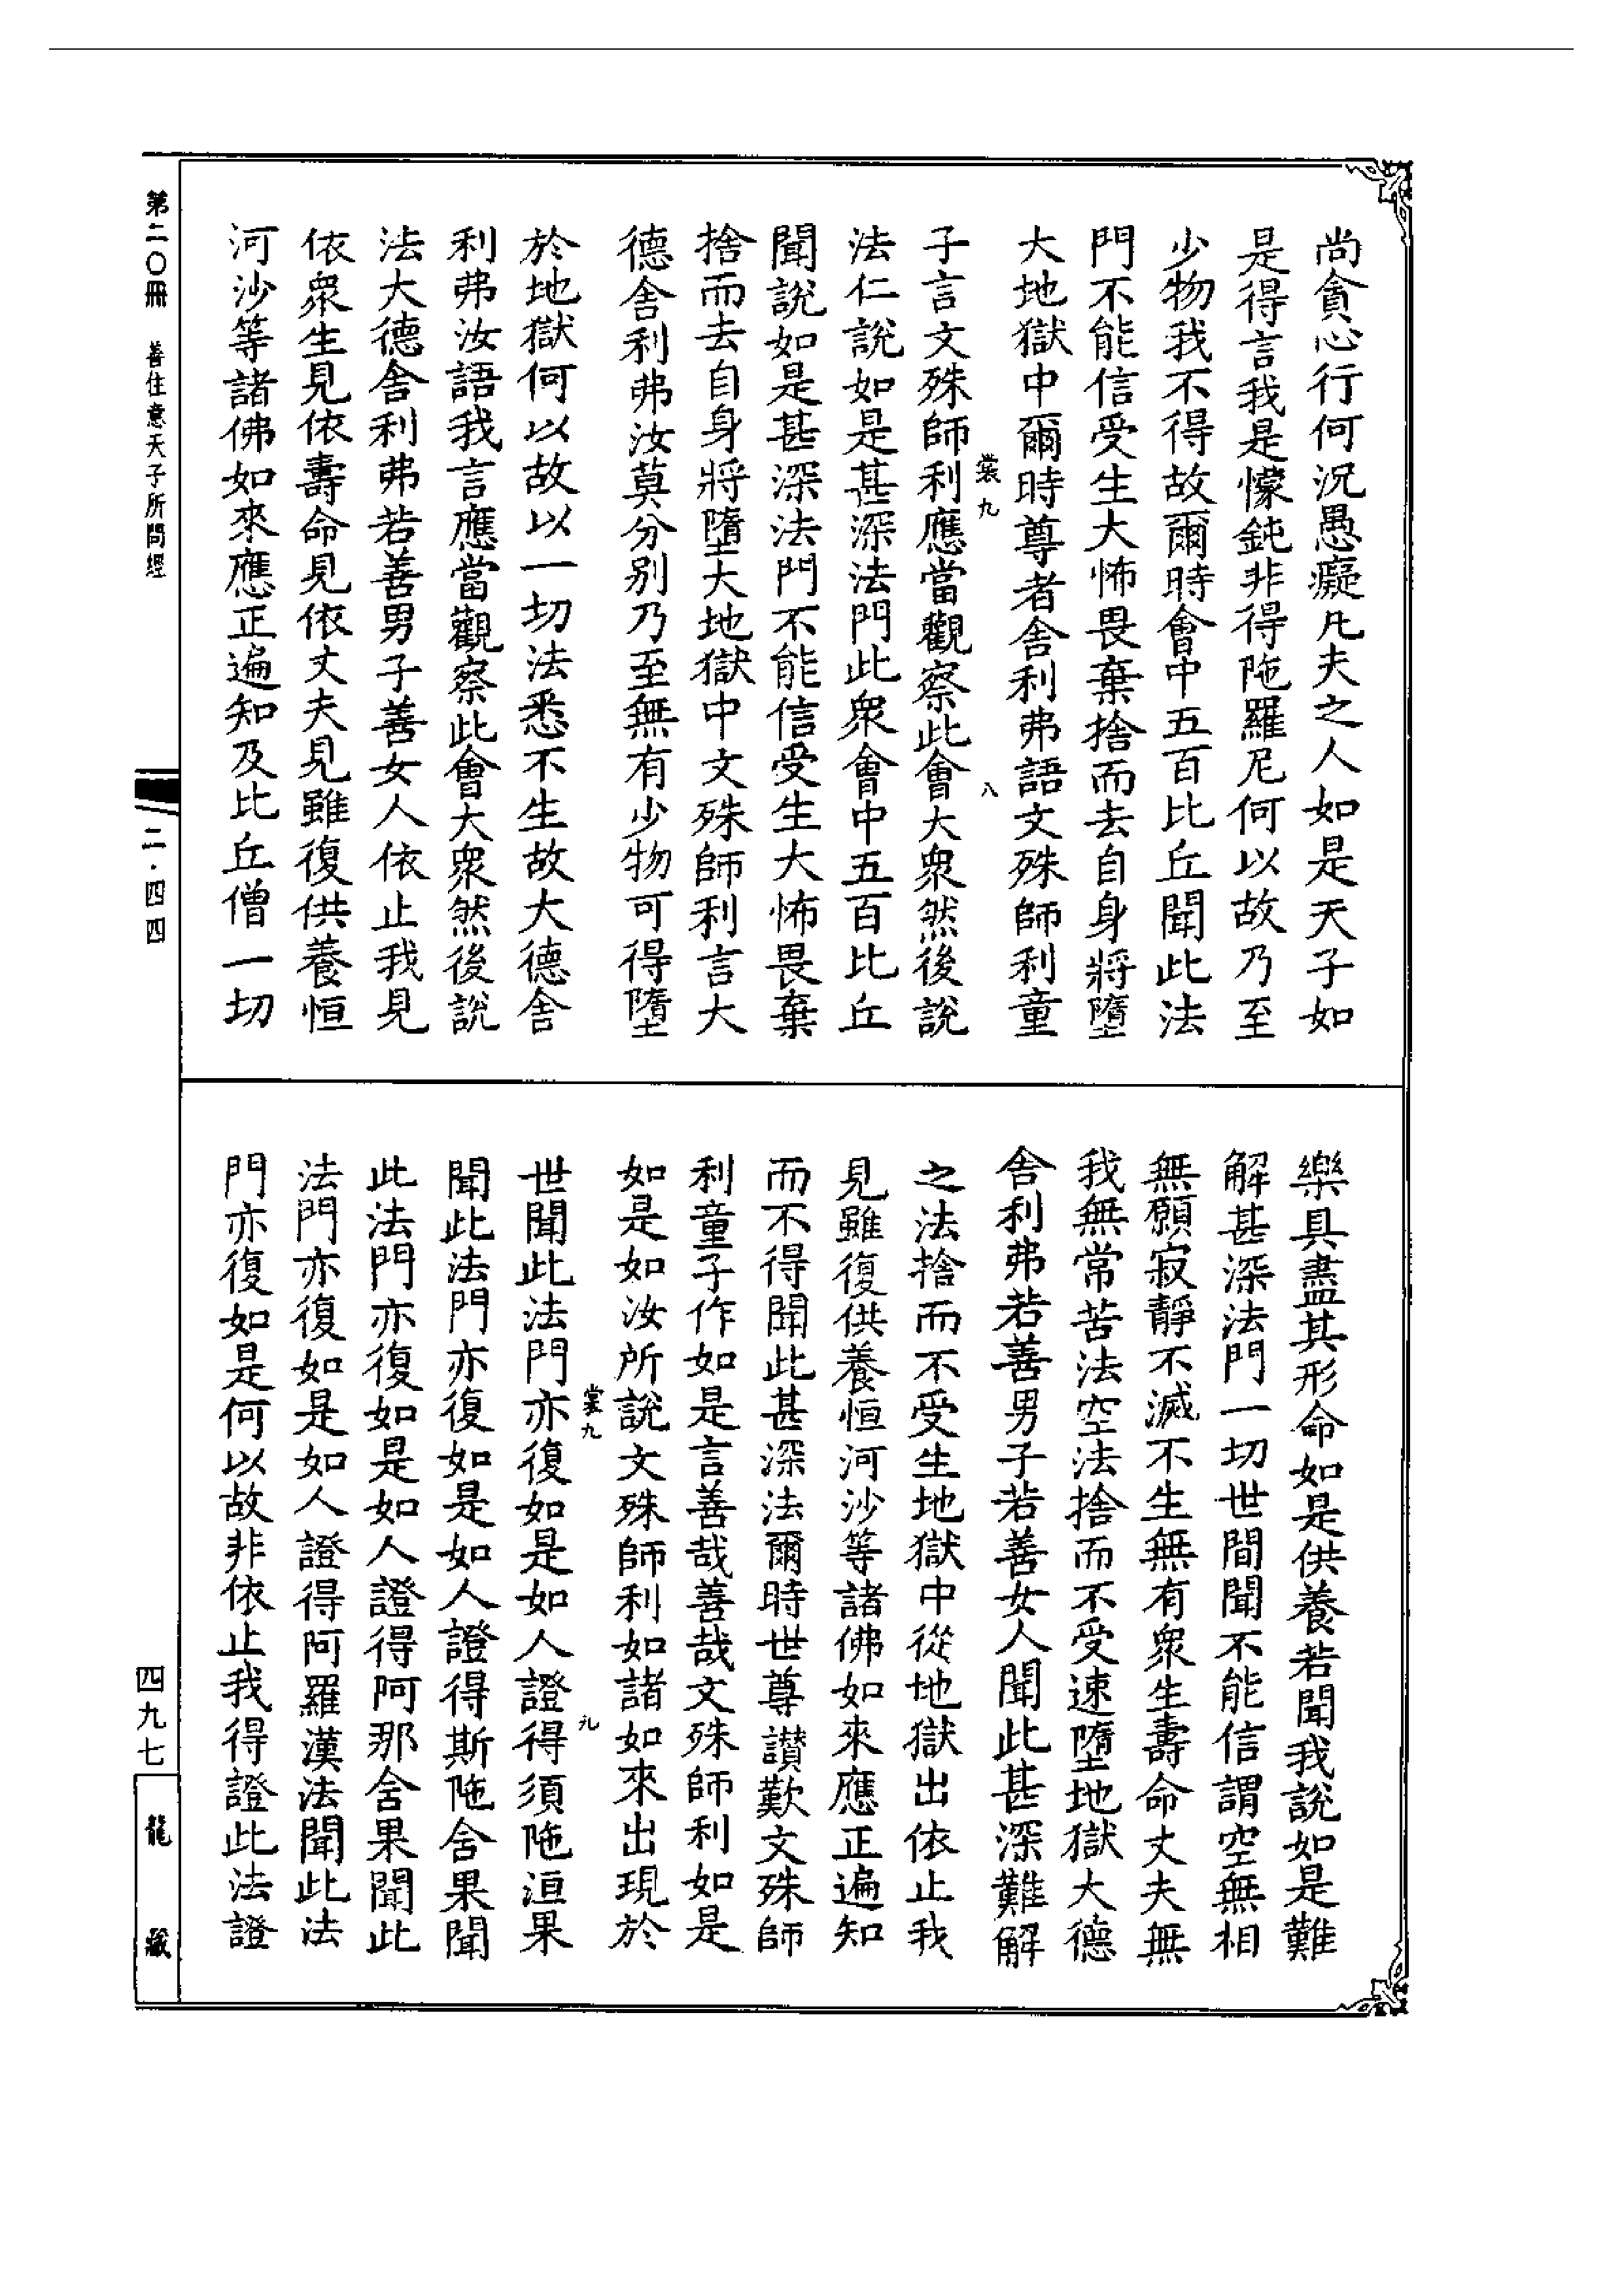 尚貪心行何況愚癡凡夫之人如是天子如
是得言我是懞鈍非得陁羅尼何以故乃至
少物我不得故爾時會中五百比丘聞此法
門不能信受生大怖畏棄捨而去自身將墮
大地獄中爾時尊者舍利弗語文殊師利童
裳九
八
子言文殊師利應當觀察此會大衆然後說
法仁說如是甚深法門此衆會中五百比丘
聞說如是甚深法門不能信受生大怖畏棄
捨而去自身將墮大地獄中文殊師利言大
德舍利弗汝莫分別乃至無有少物可得墮
於地獄何以故以一切法悉不生故大德舍
利弗汝語我言應當觀察此會大衆然後說
法大德舍利弗若善男子善女人依止我見
依衆生見依壽命見依丈夫見雖復供養恒
河沙等諸佛如來應正遍知及比丘僧一切
樂具盡其形命如是供養若聞我說如是難
解甚深法門一切世間聞不能信謂空無相
無願寂靜不滅不生無有衆生壽命丈夫無
我無常苦法空法捨而不受速墮地獄大德
舍利弗若善男子若善女人聞此甚深難解
之法捨而不受生地獄中從地獄出依止我
見雖復供養恒河沙等諸佛如來應正遍知
而不得聞此甚深法爾時世尊讃歎文殊師
利童子作如是言善哉善哉文殊師利如是
如是如汝所說文殊師利如諸如來出現於
裳九
九
世聞此法門亦復如是如人證得須陁洹果
聞此法門亦復如是如人證得斯陁舍果聞
此法門亦復如是如人證得阿那舍果聞此
法門亦復如是如人證得阿羅漢法聞此法
門亦復如是何以故非依止我得證此法證
第二〇冊 善住意天子所問經
二·四四
四九七
龍藏